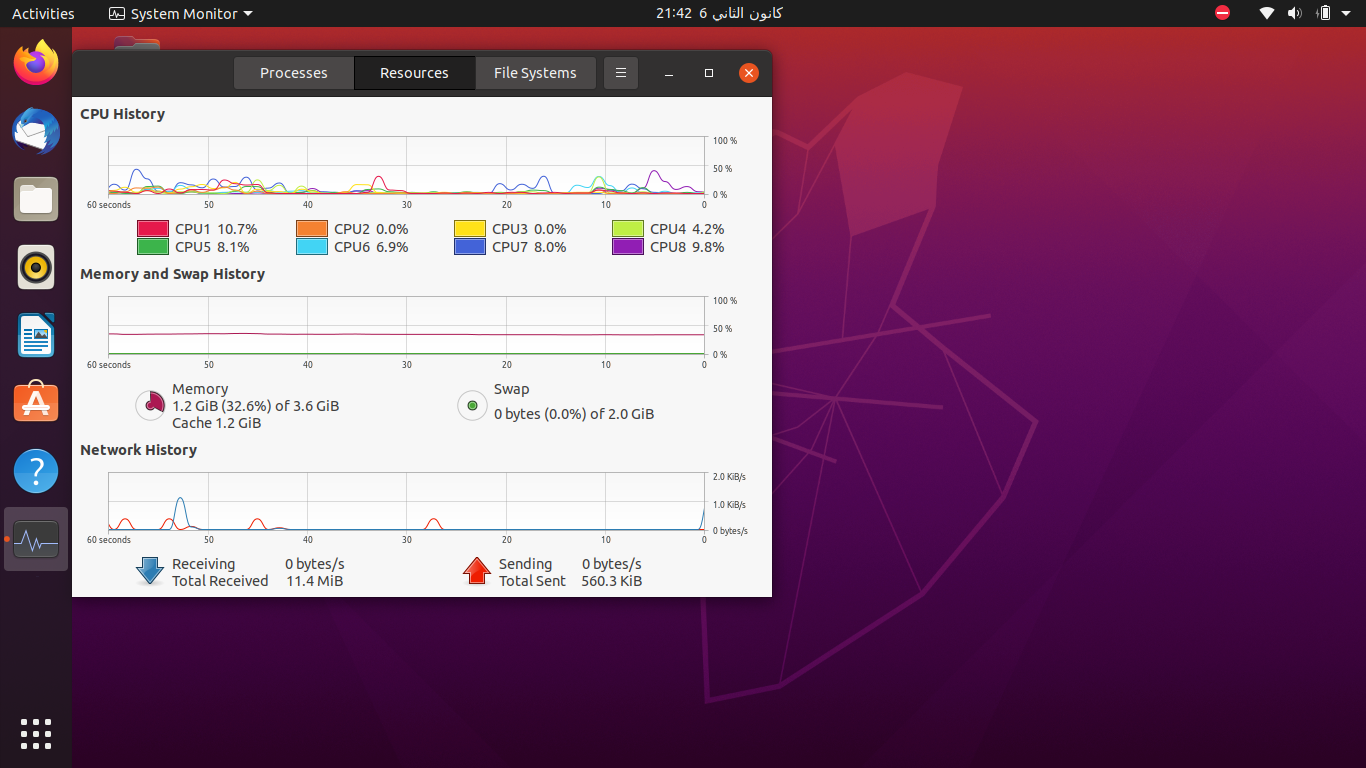 Activities System Monitor 21:42 6 كانون الثاني
Processes Resources File Systems
CPU History
100 %
50 %
0 %
60 seconds 50 40 30 20 10 0
CPU1 10.7% CPU2 0.0% CPU3 0.0% CPU4 4.2%
CPU5 8.1% CPU6 6.9% CPU7 8.0% CPU8 9.8%
Memory and Swap History
100 %
50 %
0 %
60 seconds 50 40 30 20 10 0
Memory Swap
1.2 GiB (32.6%) of 3.6 GiB 0 bytes (0.0%) of 2.0 GiB
Cache 1.2 GiB
Network History
2.0 KiB/s
1.0 KiB/s
0 bytes/s
60 seconds 50 40 30 20 10 0
Receiving 0 bytes/s Sending 0 bytes/s
Total Received 11.4 MiB Total Sent 560.3 KiB